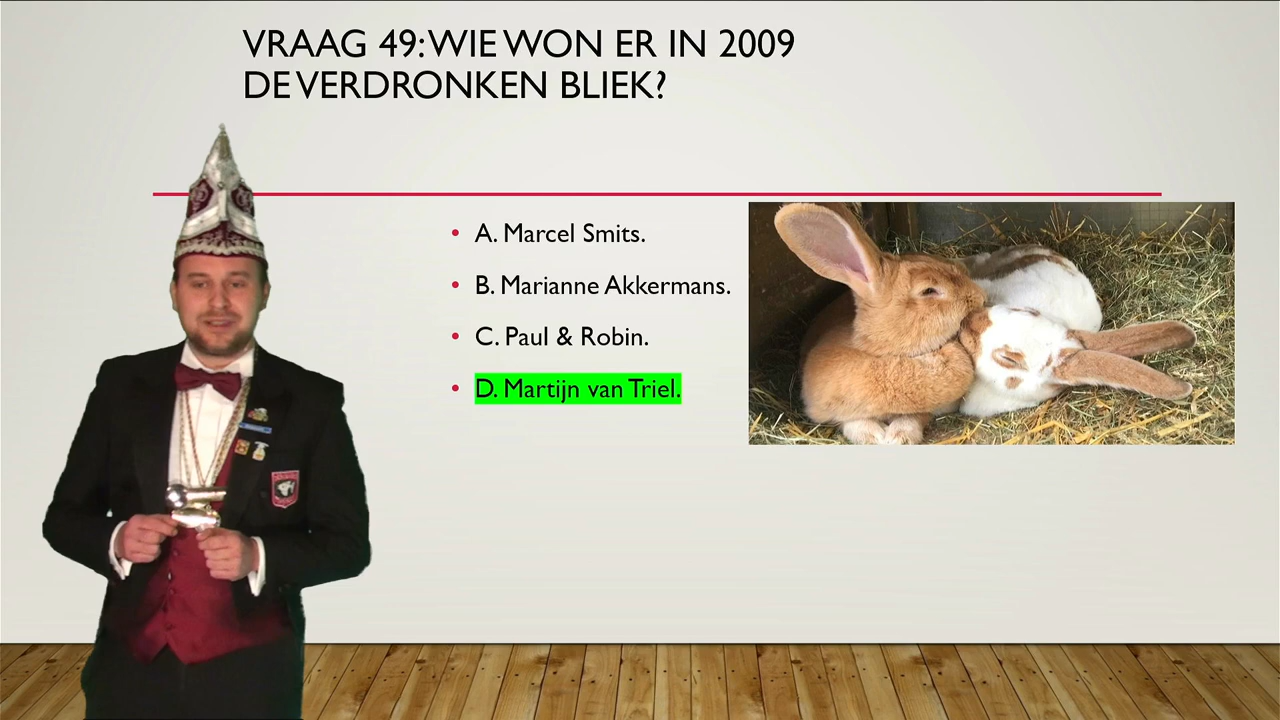 VRAAG 49: WIE WON ER IN 2009
DE VERDRONKEN BLIEK?
A. Marcel Smits.
B. Marianne Akkermans.
C. Paul & Robin.
D. Martijn van Triel.